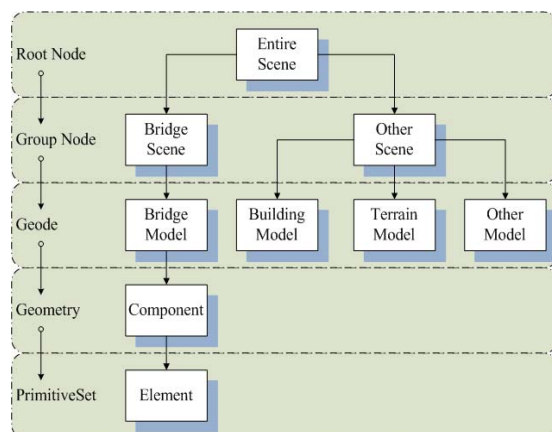 Root Node
Entire
Scene
Group Node
Bridge
Scene
Other
Scene
Geode
Bridge
Model
Building
Model
Terrain
Model
Other
Model
Geometry
Component
PrimitiveSet
Element